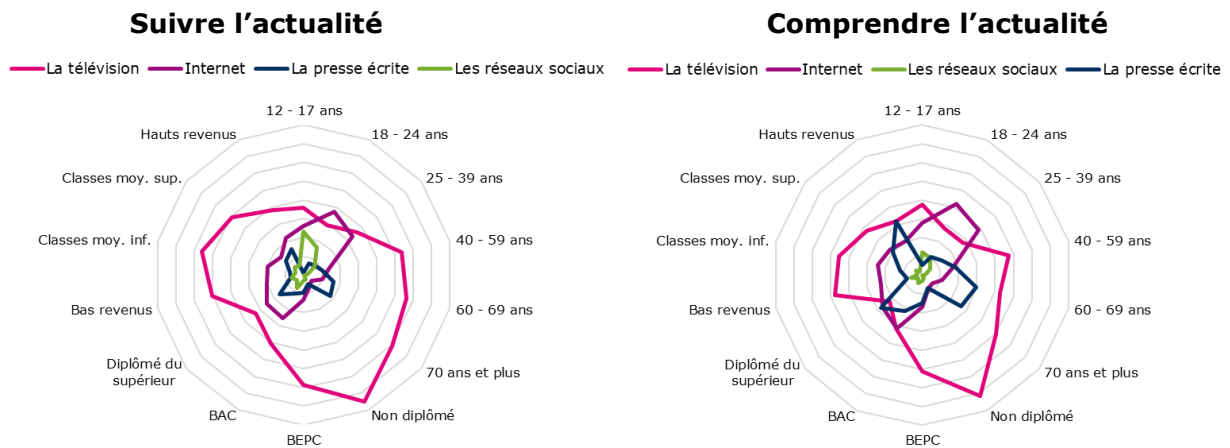 Suivre l’actualité
La télévision
Internet
La presse écrite
Les réseaux sociaux
12 - 17 ans
18 - 24 ans
25 - 39 ans
40 - 59 ans
60 - 69 ans
70 ans et plus
Non diplômé
BEPC
BAC
Diplômé du
supérieur
Bas revenus
Classes moy. inf.
Classes moy. sup.
Hauts revenus
Comprendre l’actualité
La télévision
Internet
Les réseaux sociaux
La presse écrite
12 - 17 ans
18 - 24 ans
25 - 39 ans
40 - 59 ans
60 - 69 ans
70 ans et plus
Non diplômé
BEPC
BAC
Diplômé du
supérieur
Bas revenus
Classes moy. inf.
Classes moy. sup.
Hauts revenus